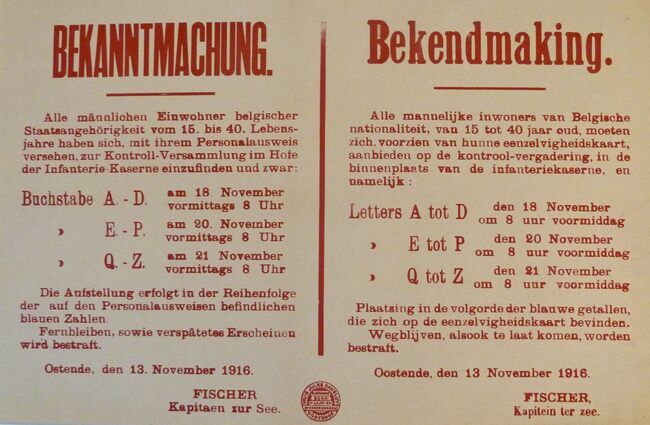 BEKANNTMACHUNG.
Alle männlichen Einwohner belgischer
Staatsangehörigkeit vom 15. bis 40. Lebens-
jahre haben sich, mit ihrem Personalausweis
versehen, zur Kontroll-Versammlung im Hofe
der Infanterie-Kaserne einzufinden und zwar:
Buchstabe A. - D. am 18. November
vormittags 8 Uhr
» E. - P. am 20. November
vormittags 8 Uhr
» Q. - Z. am 21 November
vormittags 8 Uhr
Die Aufstellung erfolgt in der Reihenfolge
der auf den Personalausweisen befindlichen
blauen Zahlen.
Fernbleiben, sowie verspätetes Erscheinen
wird bestraft.
Ostende, den 13. November 1916.
FISCHER
Kapitaen zur See.
Bekendmaking.
Alle mannelijke inwoners van Belgische
nationaliteit, van 15 tot 40 jaar oud, moeten
zich, voorzien van hunne eenzelvigheidskaart,
aanbieden op de kontrool-vergadering, in de
binnenplaats van de infanteriekaserne, en
namelijk :
Letters A tot D den 18 November
om 8 uur voormiddag
» E tot P den 20 November
om 8 uur voormiddag
» Q tot Z den 21 November
om 8 uur voormiddag
Plaatsing in de volgorde der blauwe getallen,
die zich op de eenzelvigheidskaart bevinden.
Wegblijven, alsook te laat komen, worden
bestraft.
Oostende, den 13 November 1916.
FISCHER,
Kapitein ter zee.